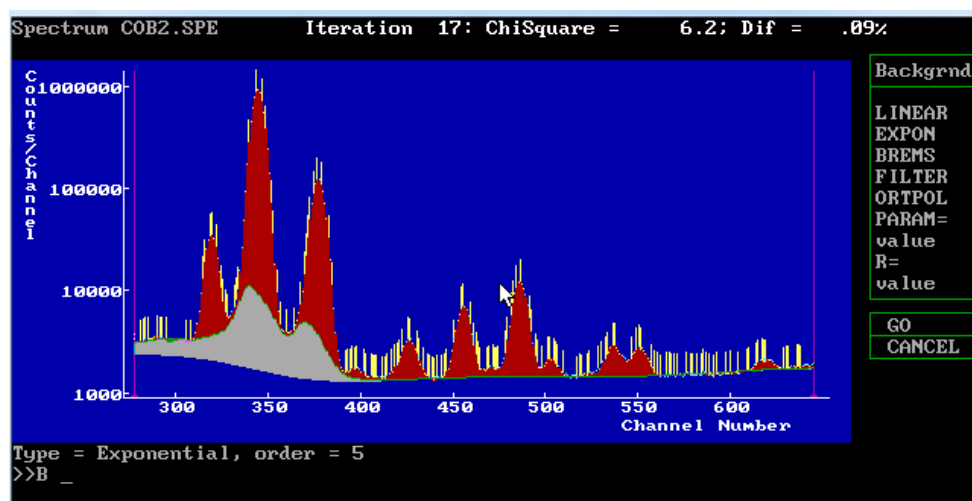 Spectrum COB2.SPE Iteration 17: ChiSquare = 6.2; Dif = .09%
Counts/Channel
1000000
100000
10000
1000
300 350 400 450 500 550 600
Channel Number
Backgrnd
LINEAR
EXPON
BREMS
FILTER
ORTPOL
PARAM=
value
R=
value
GO
CANCEL
Type = Exponential, order = 5
>>B _